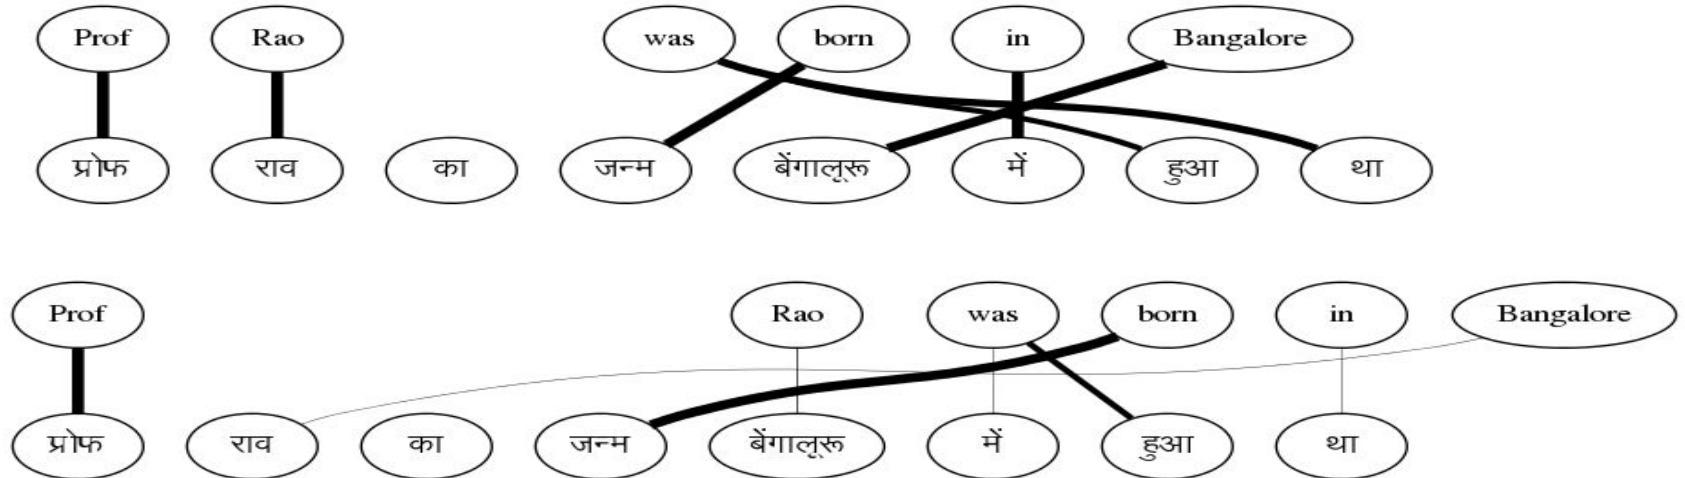 Prof Rao was born in Bangalore
प्रोफ राव का जन्म बेंगालूरू में हुआ था
Prof Rao was born in Bangalore
प्रोफ राव का जन्म बेंगालूरू में हुआ था